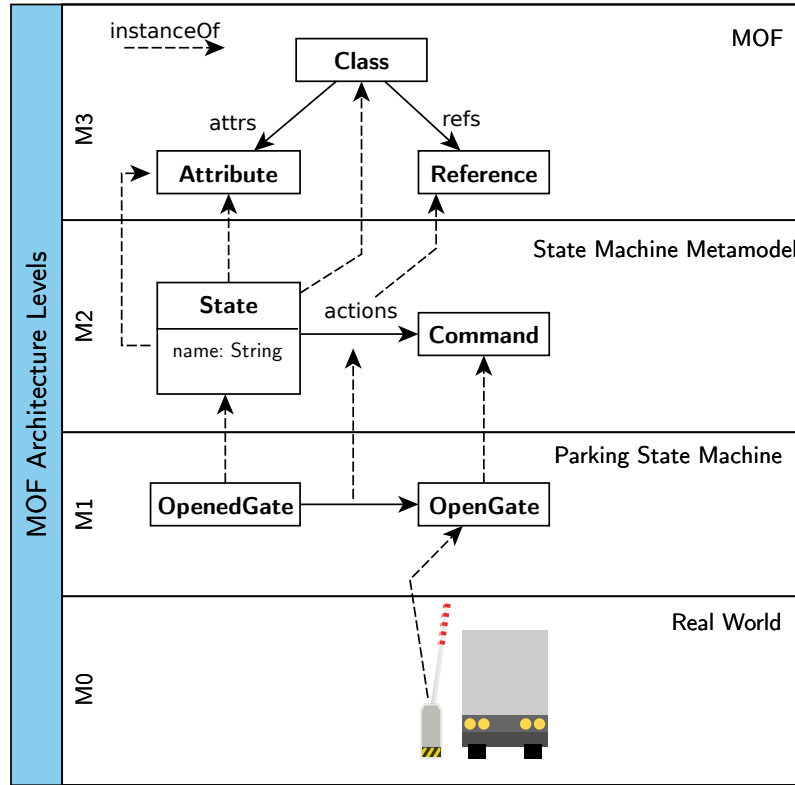 MOF Architecture Levels
M3
instanceOf
MOF
Class
attrs
refs
Attribute
Reference
M2
State Machine Metamodel
State
name: String
actions
Command
M1
Parking State Machine
OpenedGate
OpenGate
M0
Real World